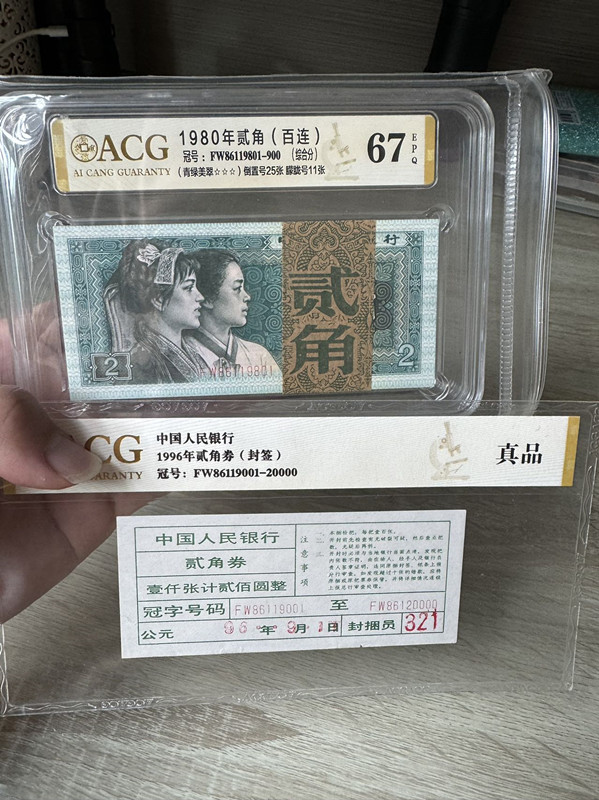 ACG
AI CANG GUARANTY
1980年贰角（百连）
冠号：FW86119801-900 （综合分）
（青绿美翠☆☆☆）倒置号25张 朦胧号11张
67 EPQ
行
贰角
2
2
FW86119801
ACG
GUARANTY
中国人民银行
1996年贰角券（封签）
冠号：FW86119001-20000
真品
中国人民银行
贰角券
壹仟张计贰佰圆整
冠字号码 FW86119001 至 FW86120000
公元 96 年 9月 封捆员 321
注意事项